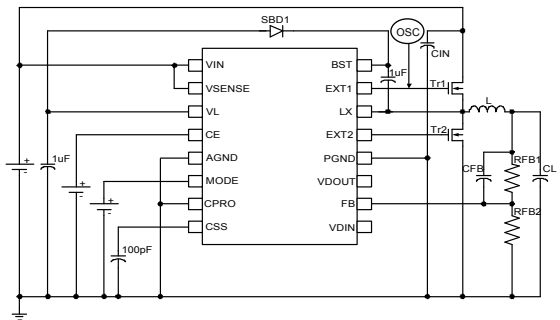 SBD1
OSC
CIN
VIN
BST
1uF
VSENSE
EXT1
Tr1
VL
LX
L
CE
EXT2
Tr2
1uF
AGND
PGND
CFB
RFB1
CL
MODE
VDOUT
CPRO
FB
RFB2
CSS
VDIN
100pF
+
-
+
-
+
-